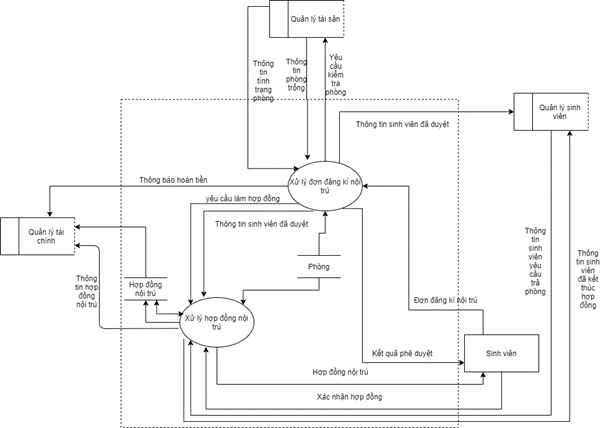 Quản lý tài sản
Thông
tin
tình
trạng
phòng
Thông
tin
phòng
trống
Yêu
cầu
kiểm
tra
phòng
Thông tin sinh viên đã duyệt
Quản lý sinh
viên
Xử lý đơn đăng kí nội
trú
Thông báo hoàn tiền
yêu cầu làm hợp đồng
Thông tin sinh viên đã duyệt
Quản lý tài
chính
Thông
tin hợp
đồng
nội trú
Hợp đồng
nội trú
Phòng
Thông
tin
sinh
viên
yêu
cầu
trả
phòng
Thông
tin sinh
viên
đã kết
thúc
hợp
đồng
Đơn đăng kí nội trú
Xử lý hợp đồng nội
trú
Kết quả phê duyệt
Sinh viên
Hợp đồng nội trú
Xác nhận hợp đồng